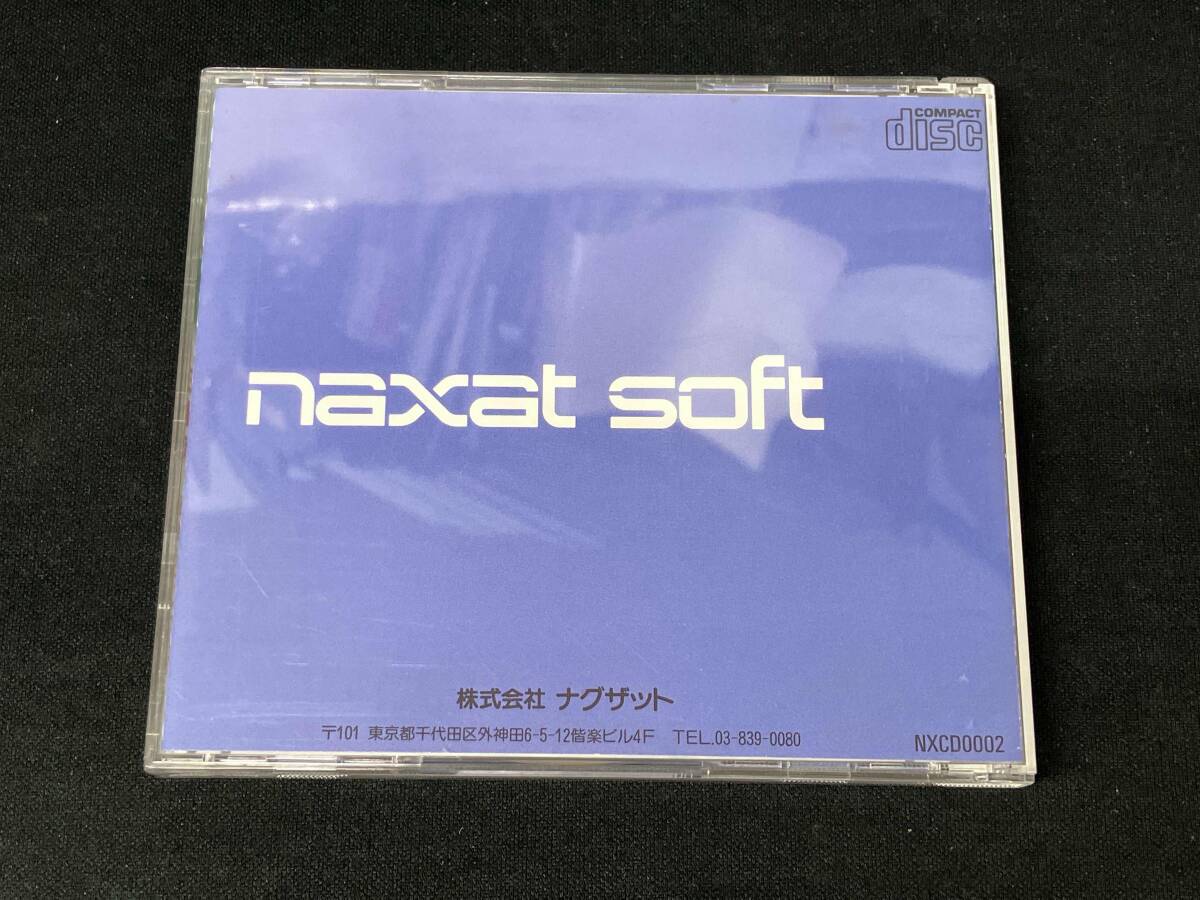 COMPACT
disc
naxat soft
株式会社 ナグザット
〒101 東京都千代田区外神田6-5-12偕楽ビル4F TEL.03-839-0080
NXCD0002